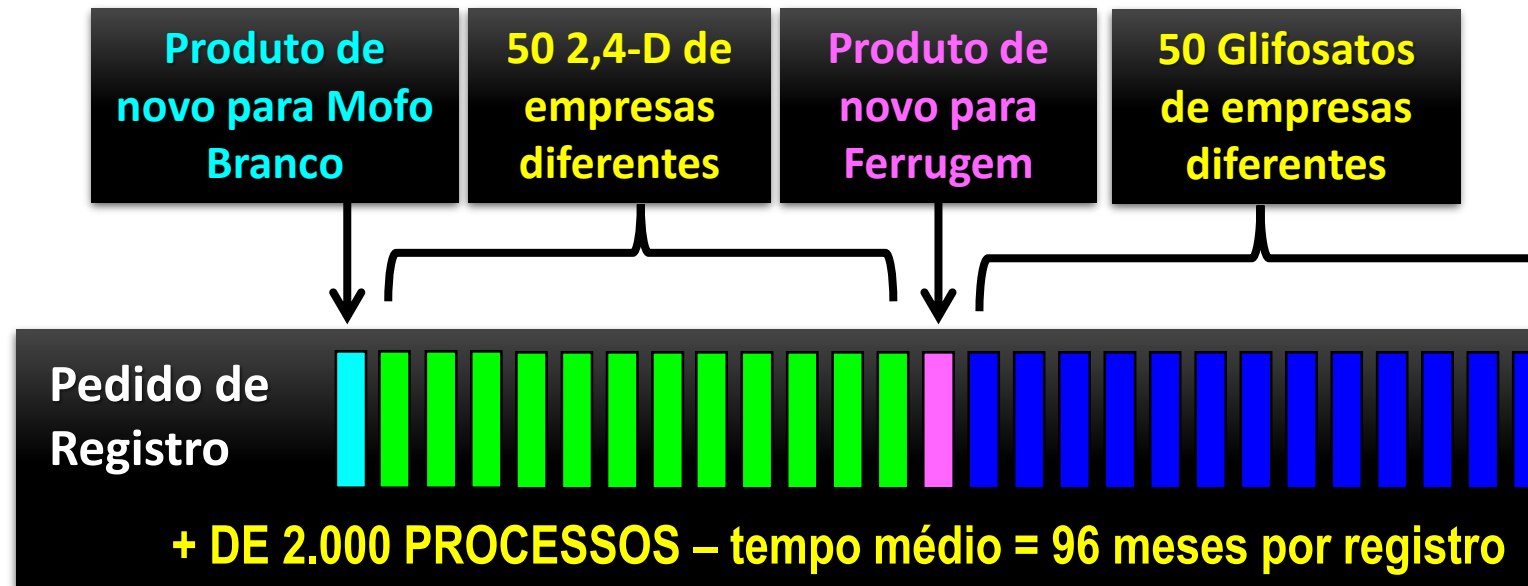 Produto de
novo para Mofo
Branco
50 2,4-D de
empresas
diferentes
Produto de
novo para
Ferrugem
50 Glifosatos
de empresas
diferentes
Pedido de
Registro
+ DE 2.000 PROCESSOS – tempo médio = 96 meses por registro